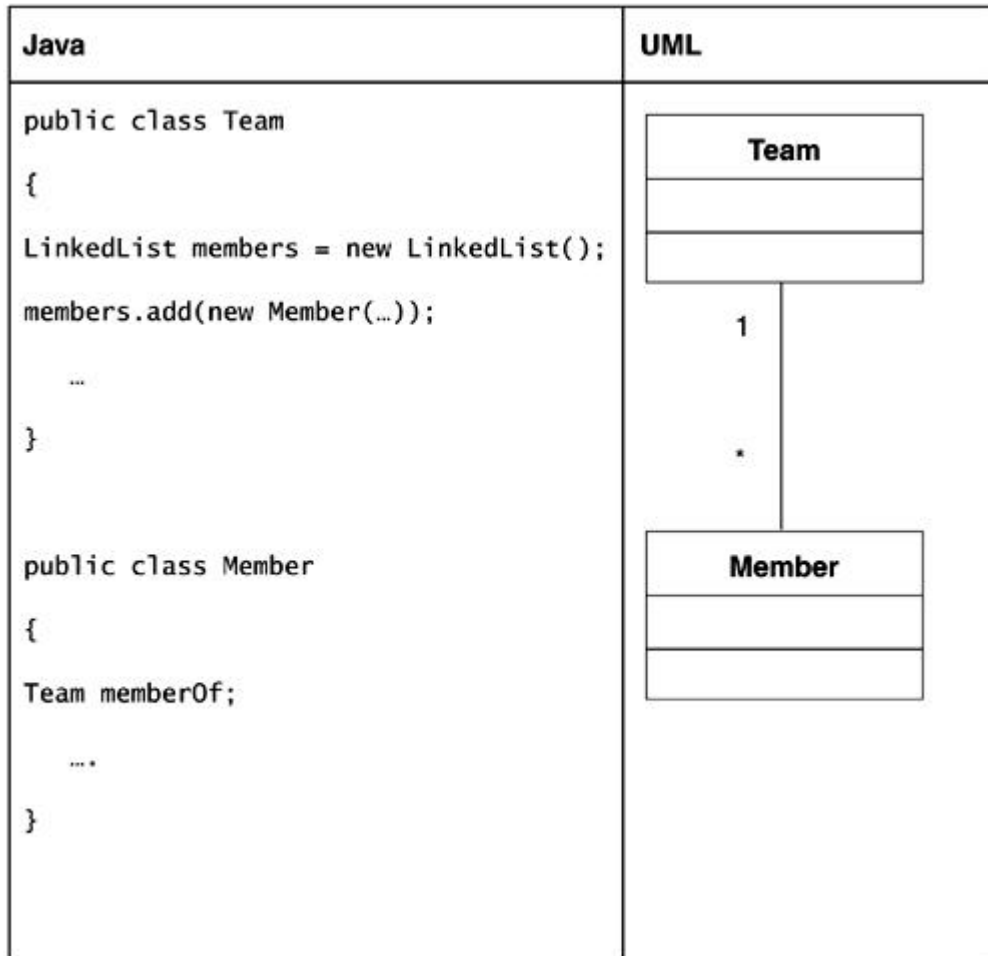 Java
UML
public class Team
{
LinkedList members = new LinkedList();
members.add(new Member(…));
…
}
public class Member
{
Team memberOf;
….
}
Team
1
*
Member